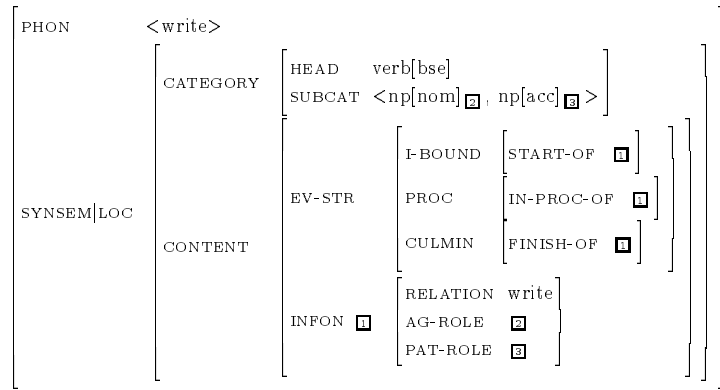 PHON <write>
CATEGORY HEAD verb[bse]
SUBCAT <np[nom] 2 , np[acc] 3 >
SYNSEM|LOC
CONTENT
EV-STR
I-BOUND START-OF 1
PROC IN-PROC-OF 1
CULMIN FINISH-OF 1
INFON 1
RELATION write
AG-ROLE 2
PAT-ROLE 3